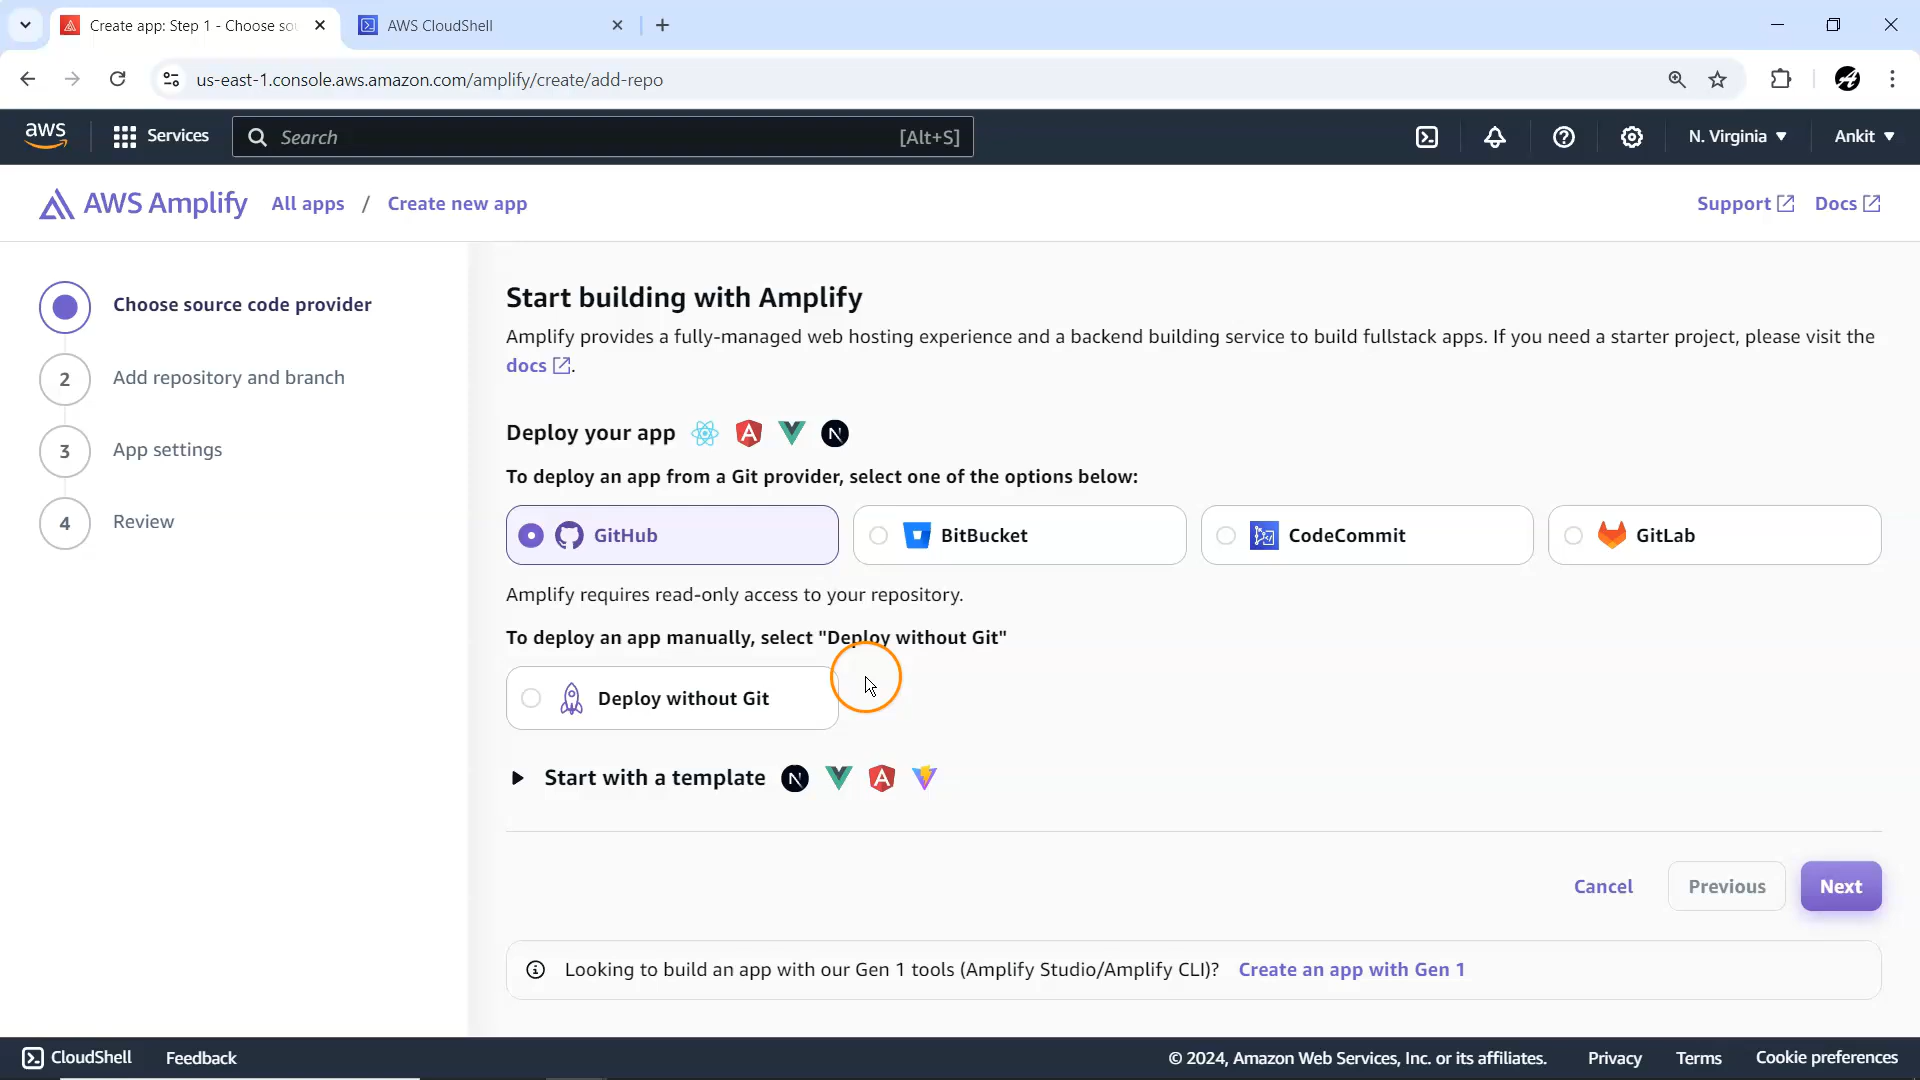 Create app: Step 1 - Choose sou
AWS CloudShell
us-east-1.console.aws.amazon.com/amplify/create/add-repo
aws
Services
Search
[Alt+S]
N. Virginia
Ankit
AWS Amplify
All apps / Create new app
Support
Docs
Choose source code provider
2 Add repository and branch
3 App settings
4 Review
Start building with Amplify
Amplify provides a fully-managed web hosting experience and a backend building service to build fullstack apps. If you need a starter project, please visit the
docs.
Deploy your app
To deploy an app from a Git provider, select one of the options below:
GitHub
BitBucket
CodeCommit
GitLab
Amplify requires read-only access to your repository.
To deploy an app manually, select "Deploy without Git"
Deploy without Git
Start with a template
Cancel
Previous
Next
Looking to build an app with our Gen 1 tools (Amplify Studio/Amplify CLI)? Create an app with Gen 1
CloudShell
Feedback
© 2024, Amazon Web Services, Inc. or its affiliates.
Privacy
Terms
Cookie preferences